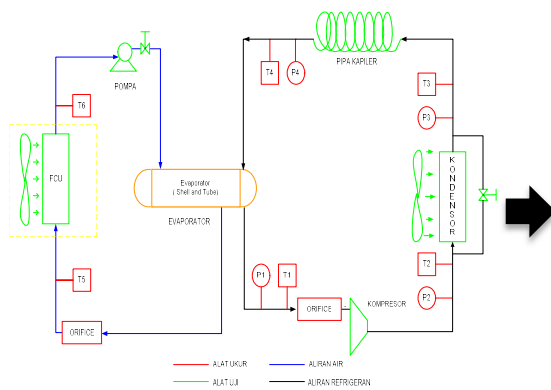 PIPA KAPILER
T4
P4
T3
P3
POMPA
T6
FCU
Evaporator
( Shell and Tube)
EVAPORATOR
KONDENSOR
T2
P2
P1
T1
ORIFICE
KOMPRESOR
T5
ORIFICE
ALAT UKUR
ALIRAN AIR
ALAT UJI
ALIRAN REFRIGERAN